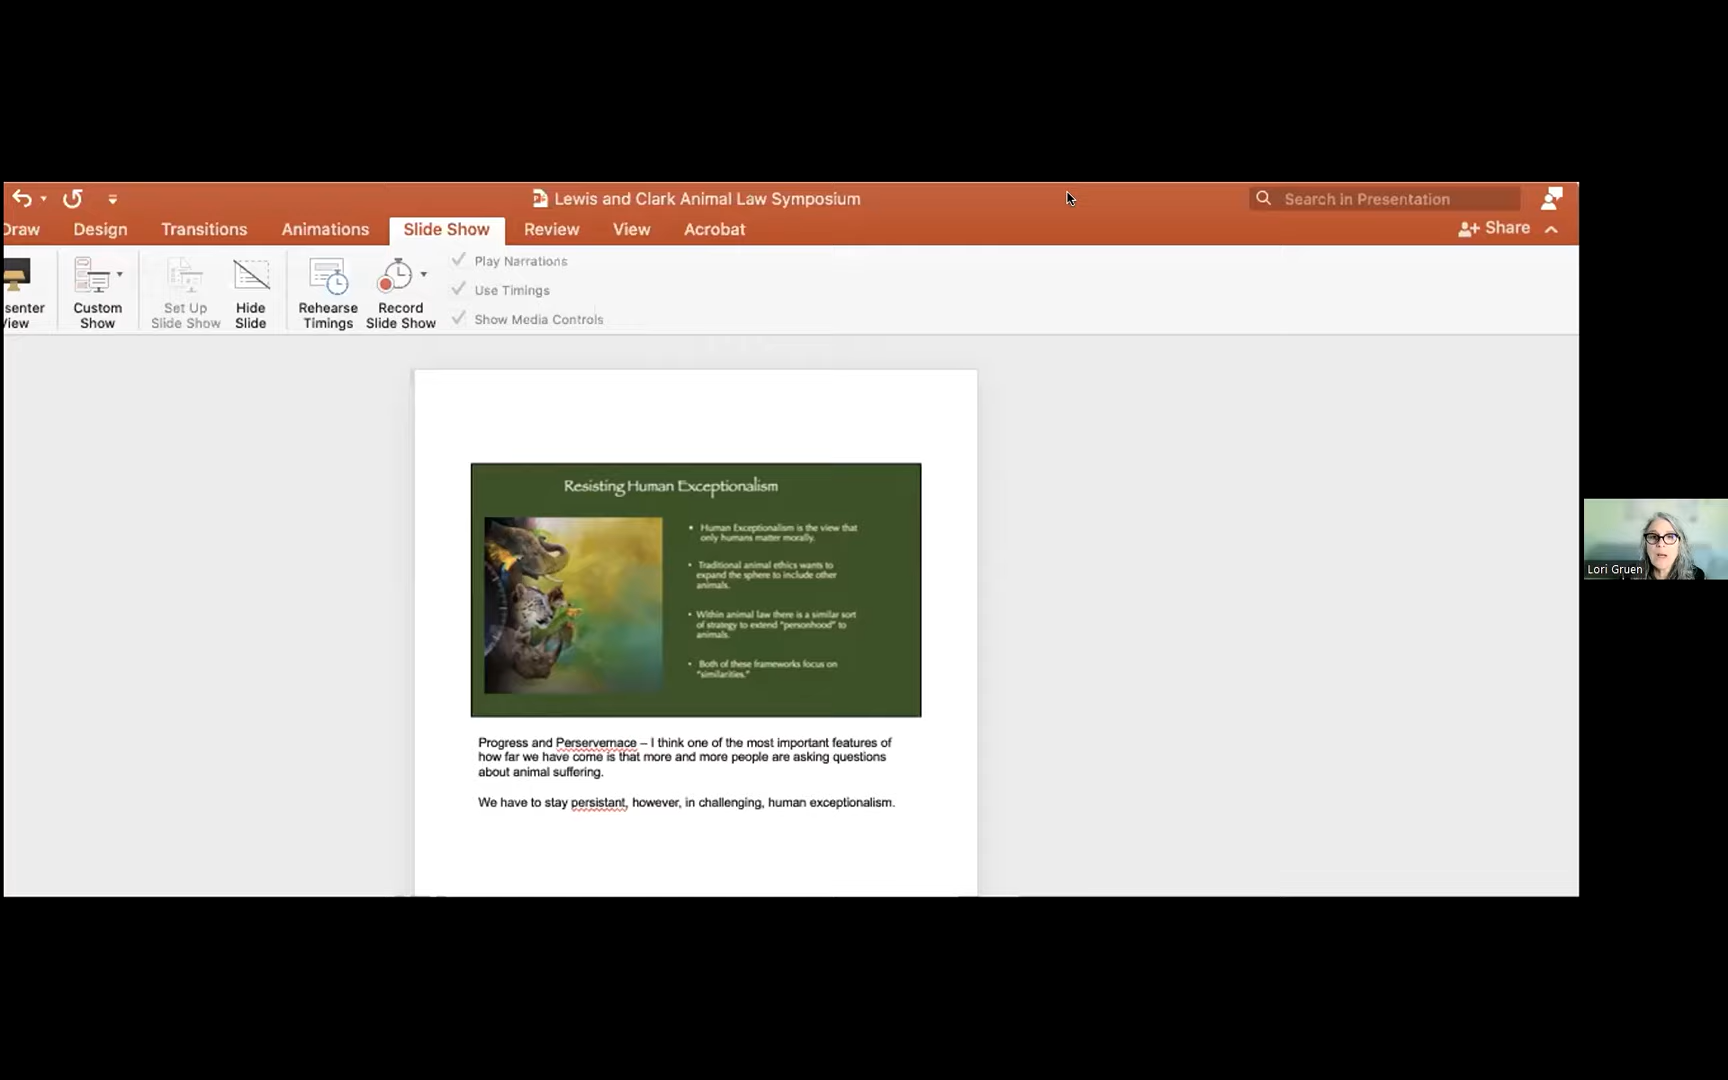 Lewis and Clark Animal Law Symposium
Search in Presentation
Draw
Design
Transitions
Animations
Slide Show
Review
View
Acrobat
Share
Custom
Show
Set Up
Slide Show
Hide
Slide
Rehearse
Timings
Record
Slide Show
Play Narrations
Use Timings
Show Media Controls
senter
View
Resisting Human Exceptionalism
• Human Exceptionalism is the view that
only humans matter morally.
• Traditional animal ethics wants to
expand the sphere to include other
animals.
• Within animal law there is a similar sort
of strategy to extend "personhood" to
animals.
• Both of these frameworks focus on
"similarities."
Progress and Perservernace – I think one of the most important features of
how far we have come is that more and more people are asking questions
about animal suffering.
We have to stay persistant, however, in challenging, human exceptionalism.
Lori Gruen